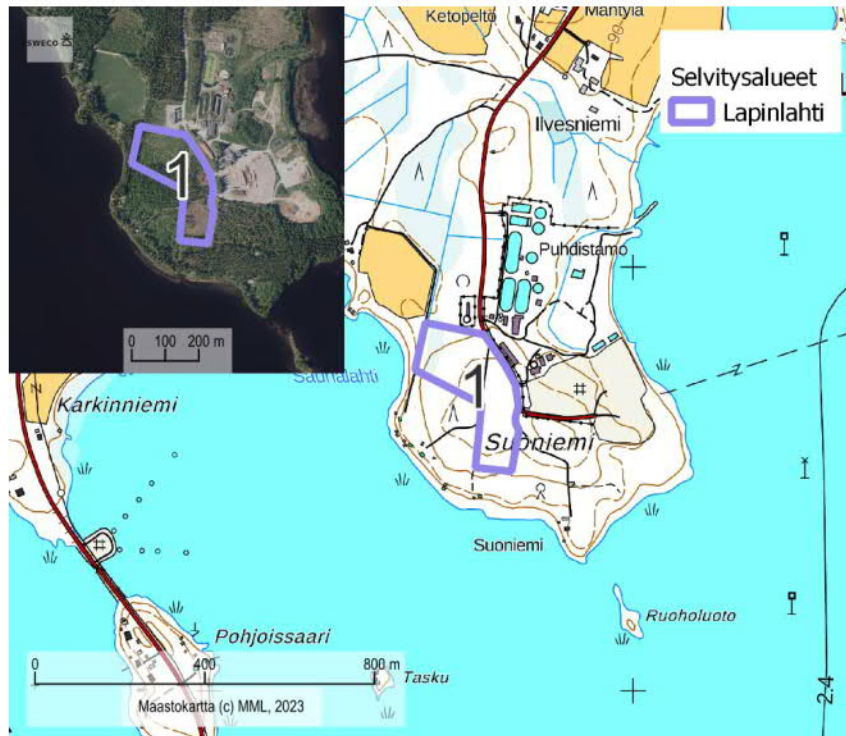 SWECO
1
0 100 200 m
Ketopelto
Mäntylä
Selvitysalueet
Lapinlahti
Ilvesniemi
Puhdistamo
Saunalahti
Karkinniemi
1
Suoniemi
Suoniemi
Ruoholuoto
Pohjoissaari
0 400 800 m
Tasku
Maastokartta (c) MML, 2023
2.4